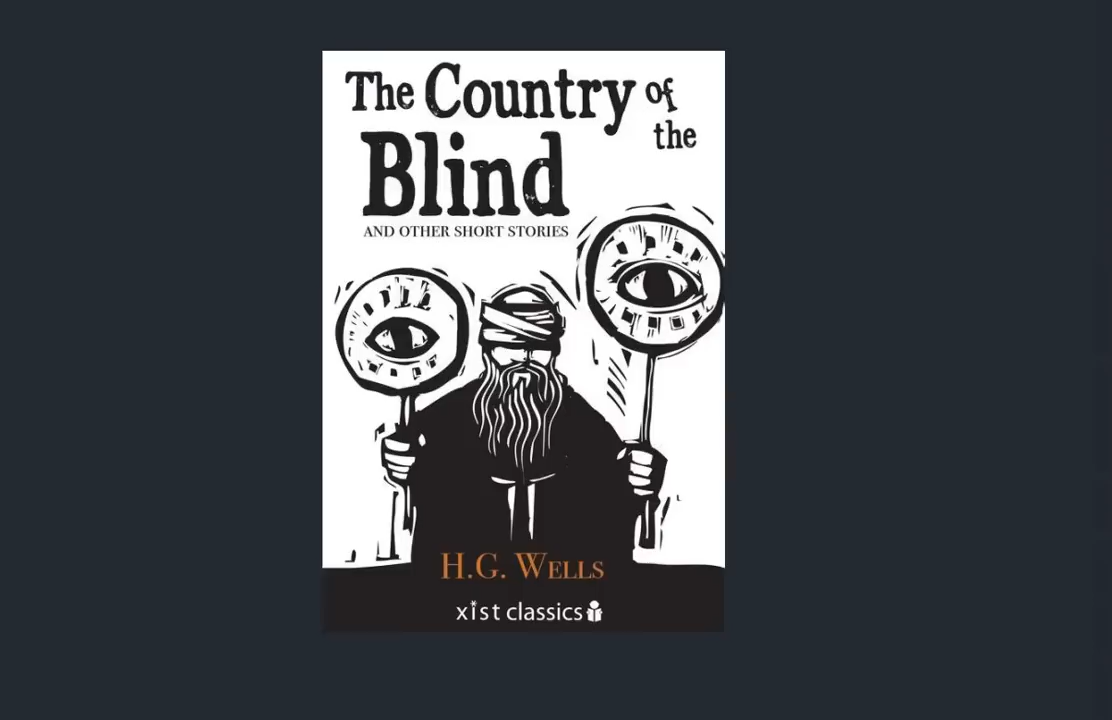 The Country of
the
Blind
AND OTHER SHORT STORIES
H.G. WELLS
xist classics